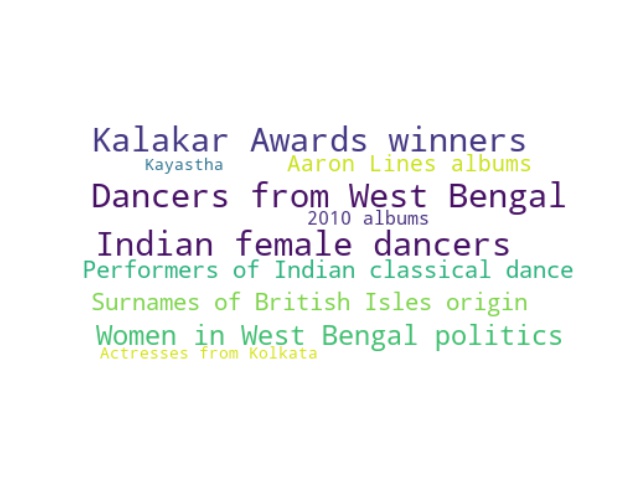 Kalakar Awards winners
Kayastha
Aaron Lines albums
Dancers from West Bengal
2010 albums
Indian female dancers
Performers of Indian classical dance
Surnames of British Isles origin
Women in West Bengal politics
Actresses from Kolkata